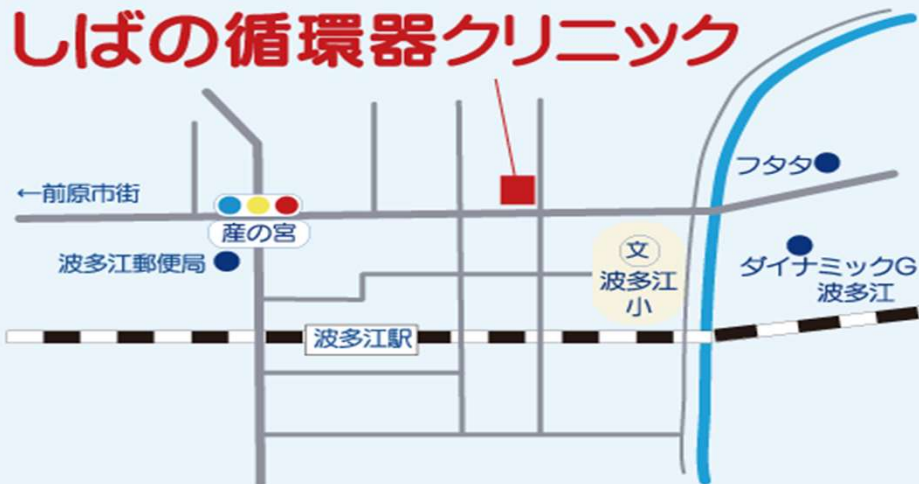 しばの循環器クリニック
←前原市街
産の宮
波多江郵便局
フタタ
文
波多江
小
ダイナミックG
波多江
波多江駅